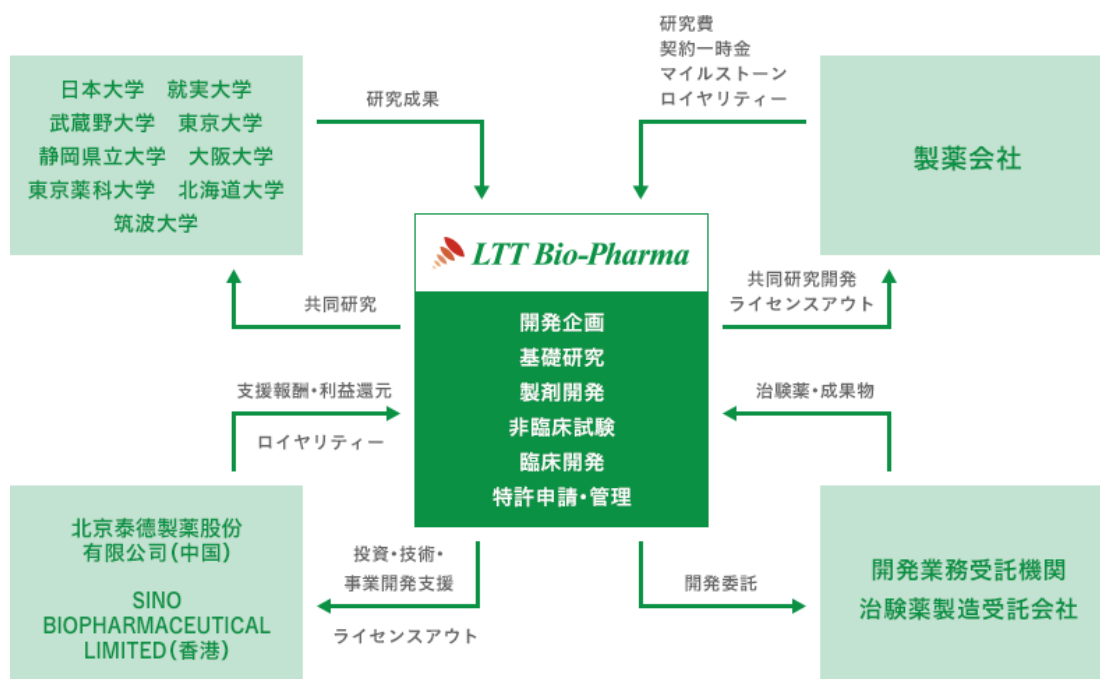 日本大学　就実大学
武蔵野大学　東京大学
静岡県立大学　大阪大学
東京薬科大学　北海道大学
筑波大学
研究成果
研究費
契約一時金
マイルストーン
ロイヤリティー
製薬会社
共同研究
LTT Bio-Pharma
開発企画
基礎研究
製剤開発
非臨床試験
臨床開発
特許申請・管理
共同研究開発
ライセンスアウト
支援報酬・利益還元
ロイヤリティー
治験薬・成果物
北京泰德製薬股份
有限公司(中国)
SINO
BIOPHARMACEUTICAL
LIMITED(香港)
投資・技術・
事業開発支援
ライセンスアウト
開発委託
開発業務受託機関
治験薬製造受託会社